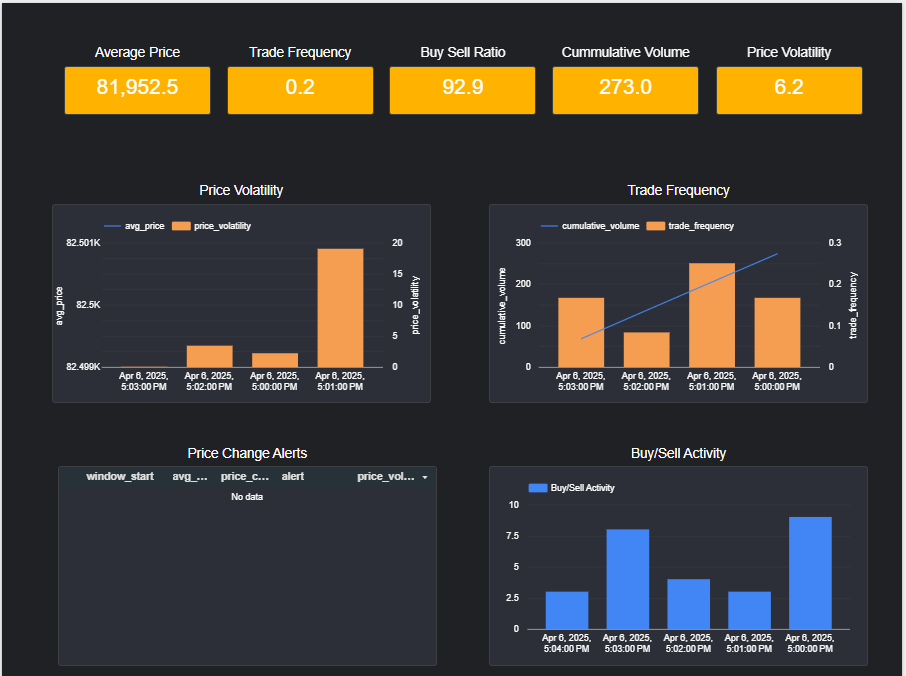 Average Price
Trade Frequency
Buy Sell Ratio
Cummulative Volume
Price Volatility
81,952.5
0.2
92.9
273.0
6.2
Price Volatility
avg_price
price_volatility
82.501K
82.5K
82.499K
avg_price
20
15
10
5
0
price_volatility
Apr 6, 2025,
5:03:00 PM
Apr 6, 2025,
5:02:00 PM
Apr 6, 2025,
5:00:00 PM
Apr 6, 2025,
5:01:00 PM
Trade Frequency
cumulative_volume
trade_frequency
300
200
100
0
cumulative_volume
0.3
0.2
0.1
0
trade_frequency
Apr 6, 2025,
5:03:00 PM
Apr 6, 2025,
5:02:00 PM
Apr 6, 2025,
5:01:00 PM
Apr 6, 2025,
5:00:00 PM
Price Change Alerts
window_start
avg_...
price_c...
alert
price_vol...
No data
Buy/Sell Activity
Buy/Sell Activity
10
7.5
5
2.5
0
Apr 6, 2025,
5:04:00 PM
Apr 6, 2025,
5:03:00 PM
Apr 6, 2025,
5:02:00 PM
Apr 6, 2025,
5:01:00 PM
Apr 6, 2025,
5:00:00 PM